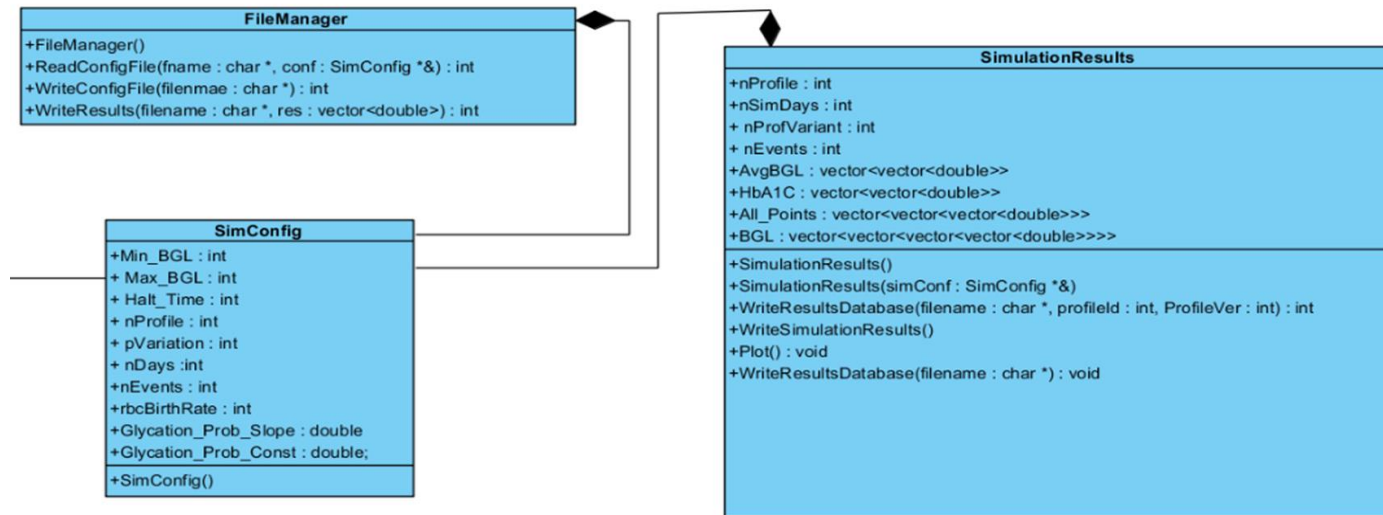 FileManager
+FileManager()
+ReadConfigFile(fname : char *, conf : SimConfig *&) : int
+WriteConfigFile(filenmae : char *) : int
+WriteResults(filename : char *, res : vector<double>) : int
SimConfig
+Min_BGL : int
+ Max_BGL : int
+ Halt_Time : int
+ nProfile : int
+ pVariation : int
+ nDays :int
+nEvents : int
+rbcBirthRate : int
+Glycation_Prob_Slope : double
+Glycation_Prob_Const : double;
+SimConfig()
SimulationResults
+nProfile : int
+nSimDays : int
+ nProfVariant : int
+ nEvents : int
+AvgBGL : vector<vector<double>>
+HbA1C : vector<vector<double>>
+All_Points : vector<vector<vector<double>>>
+BGL : vector<vector<vector<vector<double>>>>
+SimulationResults()
+SimulationResults(simConf : SimConfig *&)
+WriteResultsDatabase(filename : char *, profileId : int, ProfileVer : int) : int
+WriteSimulationResults()
+Plot() : void
+WriteResultsDatabase(filename : char *) : void